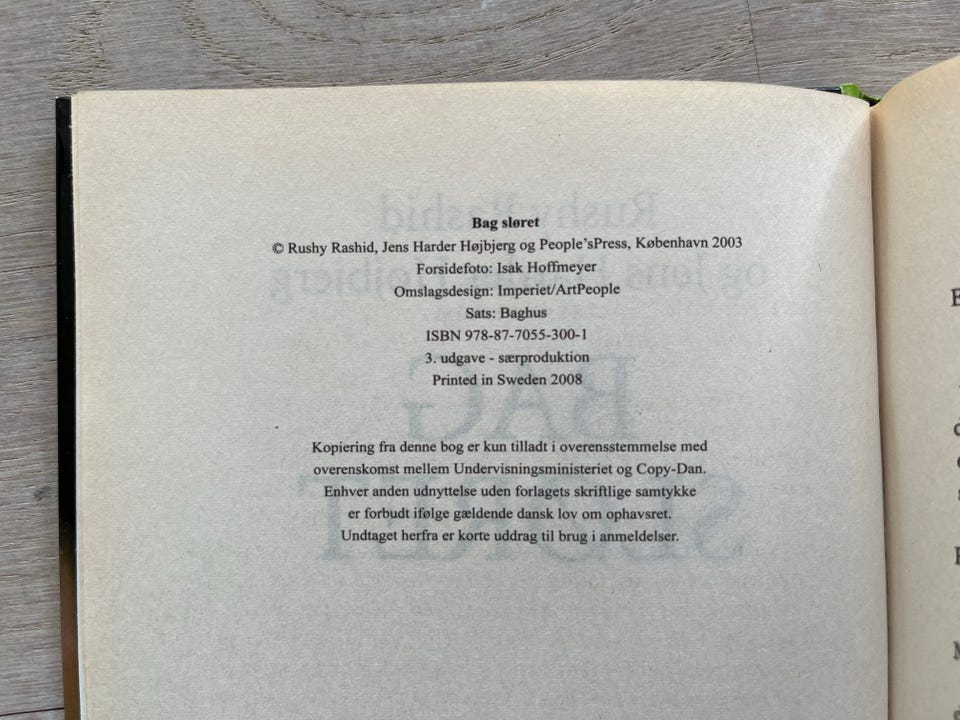 Bag sløret
© Rushy Rashid, Jens Harder Højbjerg og People'sPress, København 2003
Forsidefoto: Isak Hoffmeyer
Omslagsdesign: Imperiet/ArtPeople
Sats: Baghus
ISBN 978-87-7055-300-1
3. udgave - særproduktion
Printed in Sweden 2008
Kopiering fra denne bog er kun tilladt i overensstemmelse med
overenskomst mellem Undervisningsministeriet og Copy-Dan.
Enhver anden udnyttelse uden forlagets skriftlige samtykke
er forbudt ifølge gældende dansk lov om ophavsret.
Undtaget herfra er korte uddrag til brug i anmeldelser.